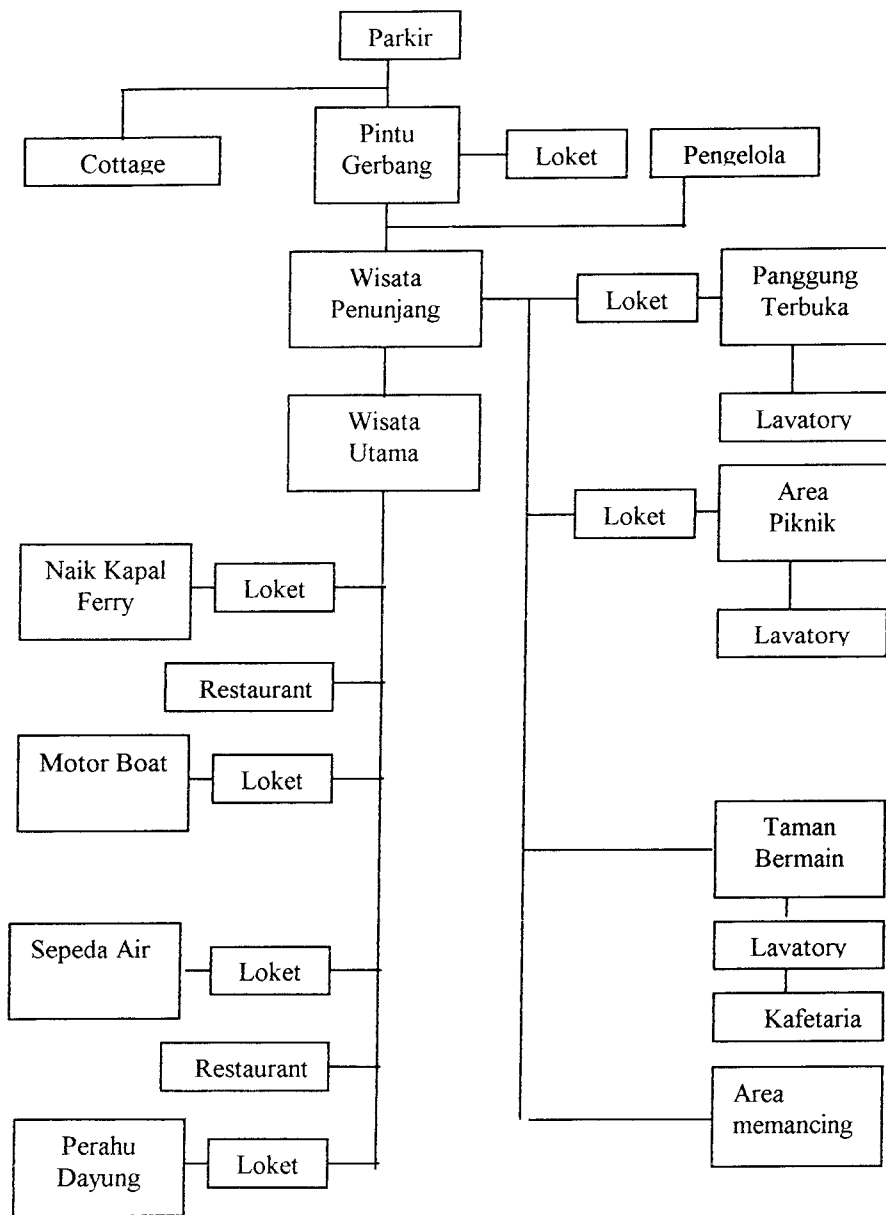 Parkir
Cottage
Pintu
Gerbang
Loket
Pengelola
Wisata
Penunjang
Loket
Panggung
Terbuka
Lavatory
Wisata
Utama
Loket
Area
Piknik
Lavatory
Naik Kapal
Ferry
Loket
Restaurant
Motor Boat
Loket
Taman
Bermain
Lavatory
Kafetaria
Sepeda Air
Loket
Restaurant
Area
memancing
Perahu
Dayung
Loket